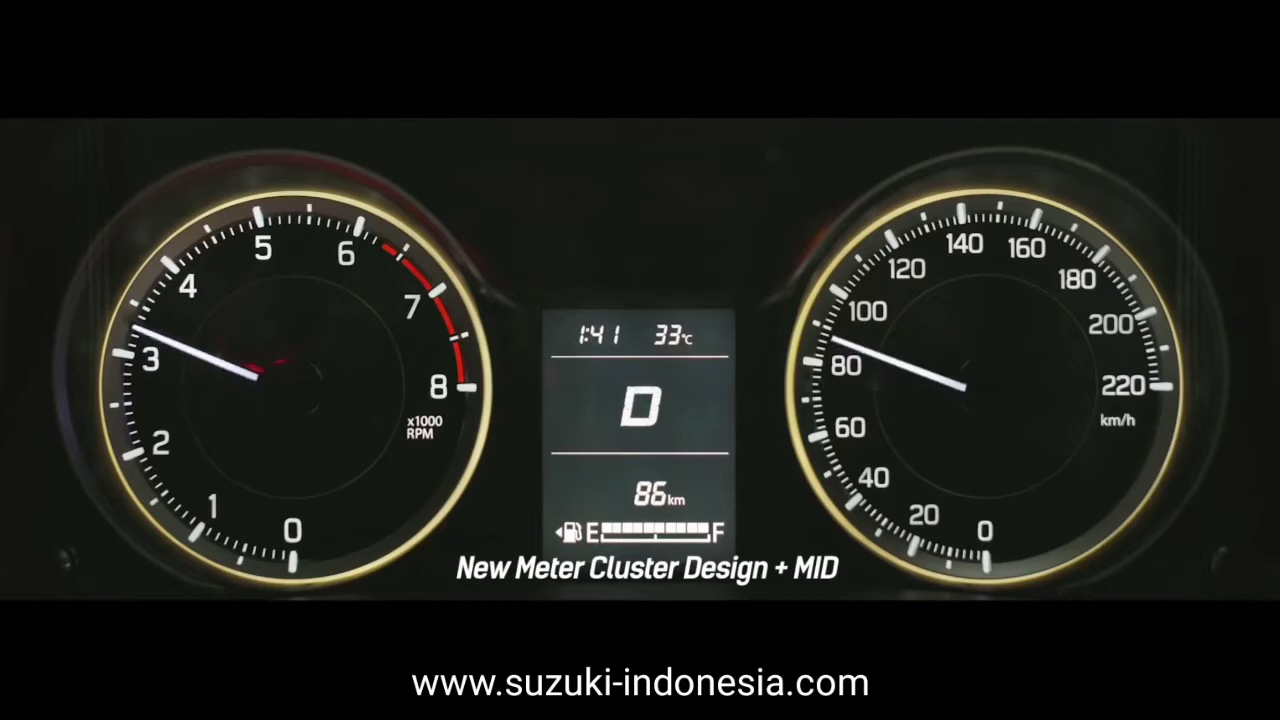 5
6
4
7
3
8
x1000
RPM
2
1
0
1:41 33°C
D
86km
E F
140
160
120
180
100
200
80
220
km/h
60
40
20
0
New Meter Cluster Design + MID
www.suzuki-indonesia.com